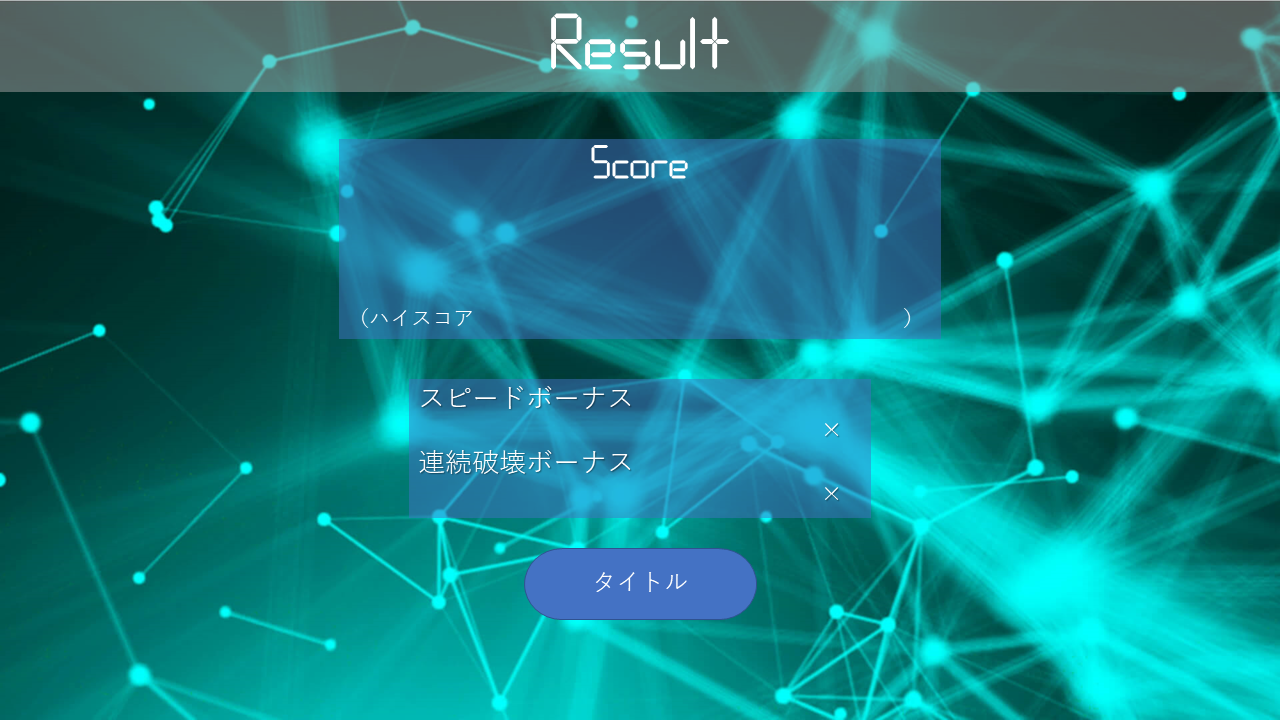 Result
Score
（ハイスコア ）
スピードボーナス
×
連続破壊ボーナス
×
タイトル